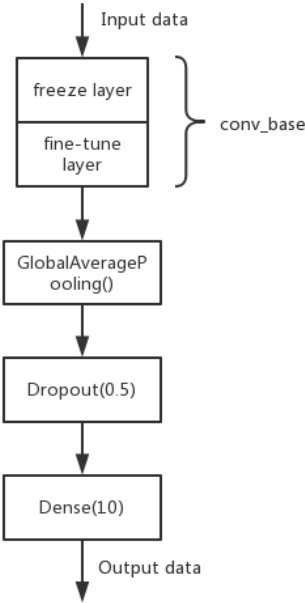 Input data
freeze layer
conv_base
fine-tune
layer
GlobalAverageP
ooling()
Dropout(0.5)
Dense(10)
Output data